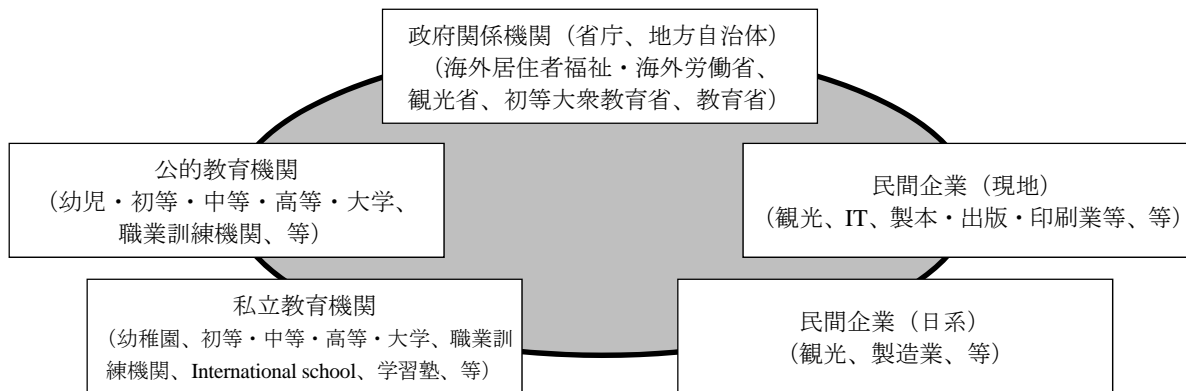 政府関係機関（省庁、地方自治体）
（海外居住者福祉・海外労働省、
観光省、初等大衆教育省、教育省）
公的教育機関
（幼児・初等・中等・高等・大学、
職業訓練機関、等）
民間企業（現地）
（観光、IT、製本・出版・印刷業等、等）
私立教育機関
（幼稚園、初等・中等・高等・大学、職業訓
練機関、International school、学習塾、等）
民間企業（日系）
（観光、製造業、等）